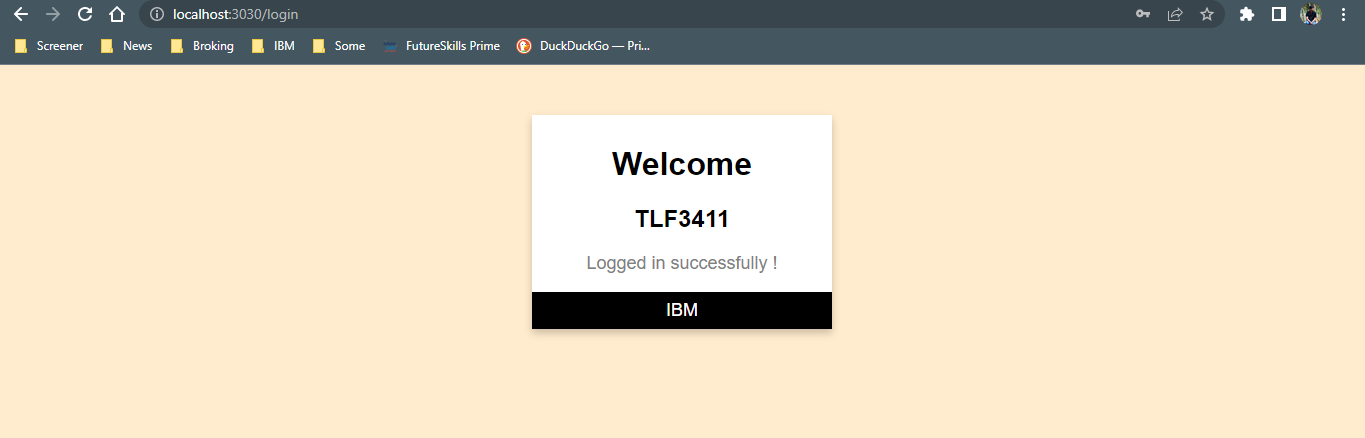 localhost:3030/login
Screener News Broking IBM Some FutureSkills Prime DuckDuckGo — Pri...
Welcome
TLF3411
Logged in successfully !
IBM